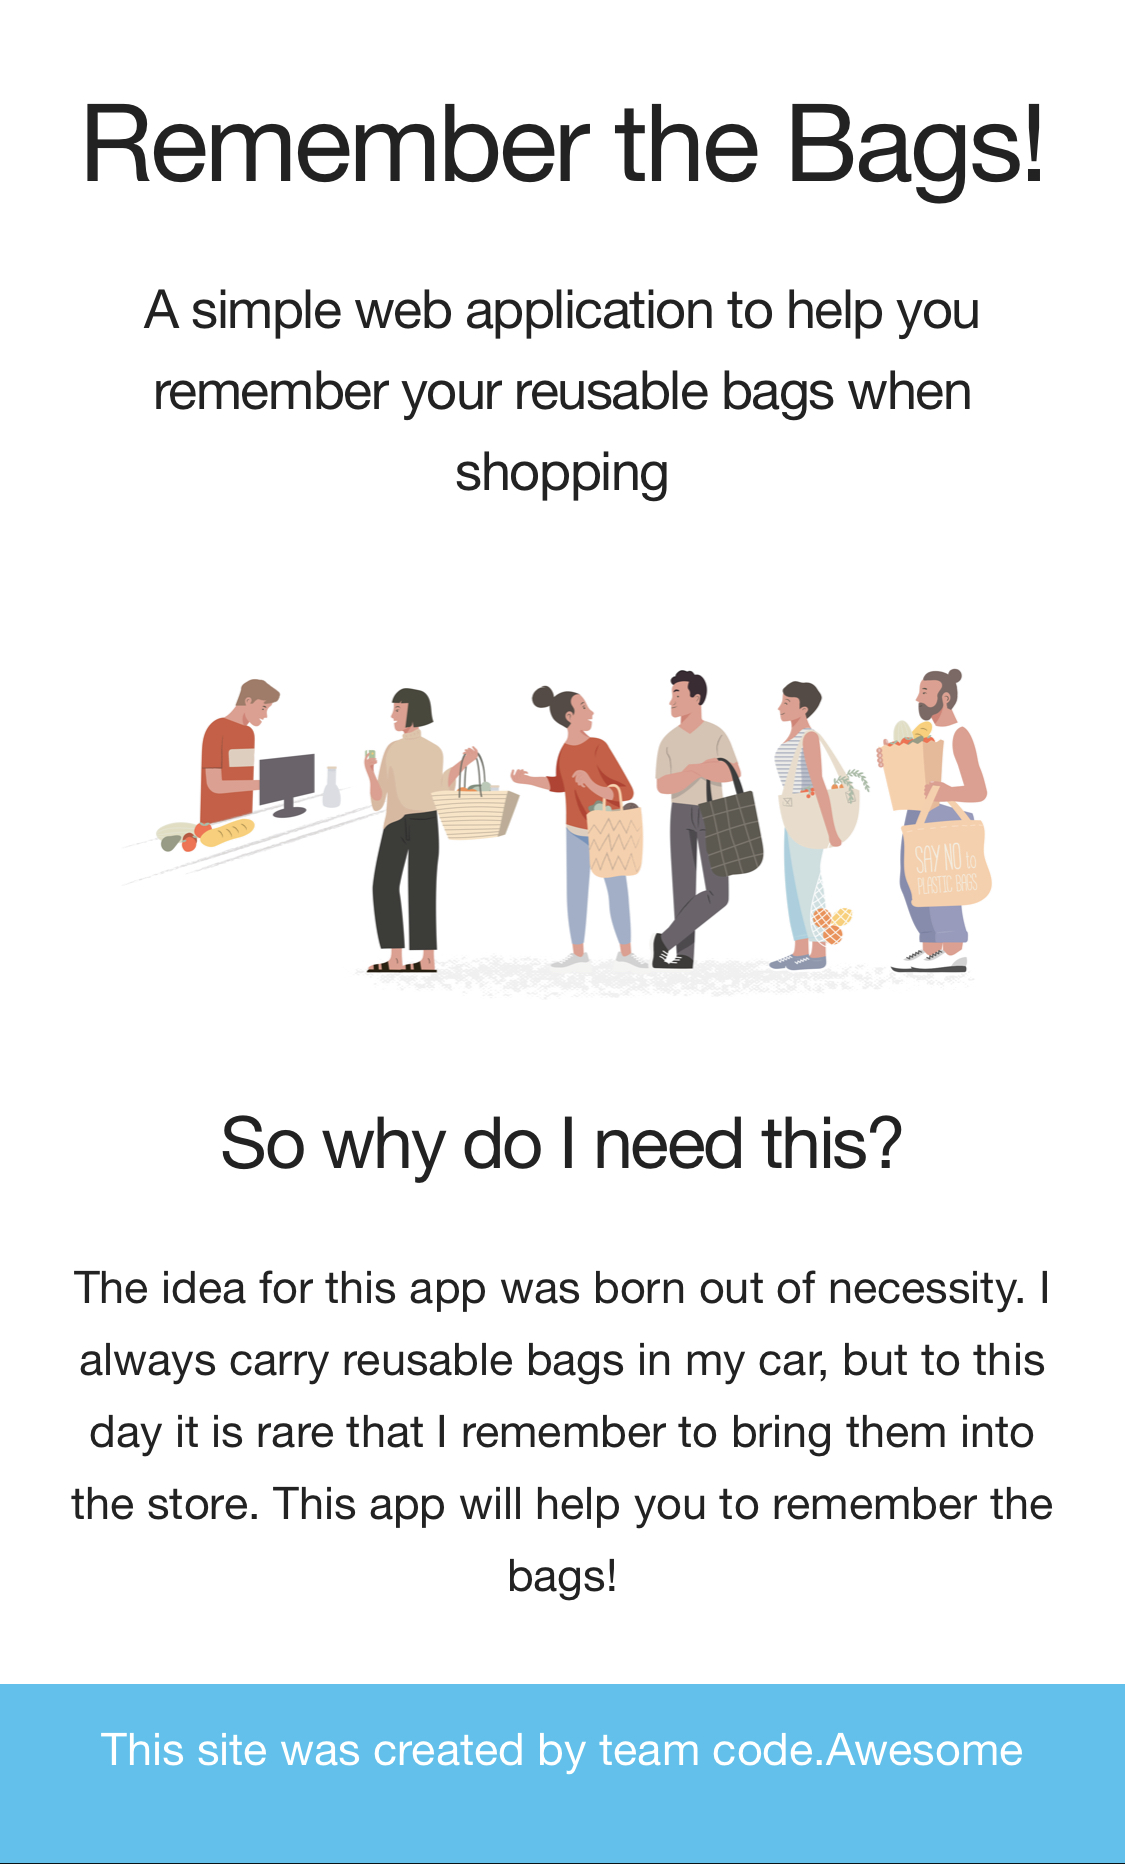 Remember the Bags!
A simple web application to help you
remember your reusable bags when
shopping
SAY NO to
PLASTIC BAGS
So why do I need this?
The idea for this app was born out of necessity. I
always carry reusable bags in my car, but to this
day it is rare that I remember to bring them into
the store. This app will help you to remember the
bags!
This site was created by team code.Awesome